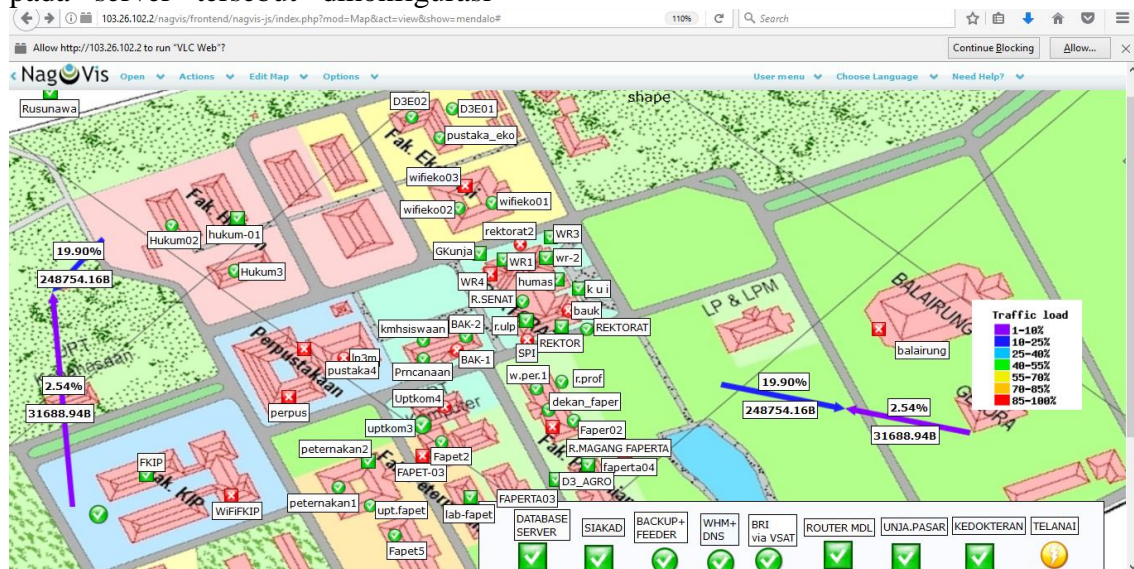 pada server tersebut dikonfigurasi
103.26.102.2/nagvis/frontend/nagvis-js/index.php?mod=Map&act=view&show=mendalo#
110%
Search
Allow http://103.26.102.2 to run "VLC Web"?
Continue Blocking
Allow...
NagVis Open Actions Edit Map Options
User menu Choose Language Need Help?
Rusunawa
shape
D3E02
D3E01
pustaka_eko
wifieko03
wifieko02
wifieko01
Hukum02
hukum-01
Hukum3
19.90%
248754.16B
2.54%
31688.94B
rektorat2
WR3
GKunja
WR1
wr-2
WR4
humas
k u i
R.SENAT
bauk
kmhsiswaan
BAK-2
r.ulp
REKTORAT
REKTOR
SPI
BAK-1
Prncanaan
Perpustakaan
lp3m
pustaka4
perpus
LP & LPM
BALAIRUNG
balairung
Traffic load
1-10%
10-25%
25-40%
40-55%
55-70%
70-85%
85-100%
w.per.1
r.prof
dekan_faper
Faper02
Uptkom4
uptkom3
19.90%
248754.16B
2.54%
31688.94B
R.MAGANG FAPERTA
faperta04
D3_AGRO
FAPERTA03
peternakan2
Fapet2
FAPET-03
peternakan1
upt.fapet
lab-fapet
Fapet5
FKIP
Fak. KIP
WiFiFKIP
DATABASE SERVER
SIAKAD
BACKUP+ FEEDER
WHM+ DNS
BRI via VSAT
ROUTER MDL
UNJA.PASAR
KEDOKTERAN
TELANAI